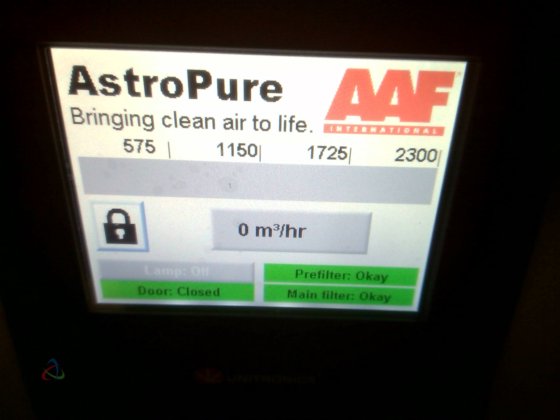 AstroPure
AAF
INTERNATIONAL
Bringing clean air to life.
575 1150 1725 2300
0 m³/hr
Lamp: Off
Prefilter: Okay
Door: Closed
Main filter: Okay
UNITRONICS